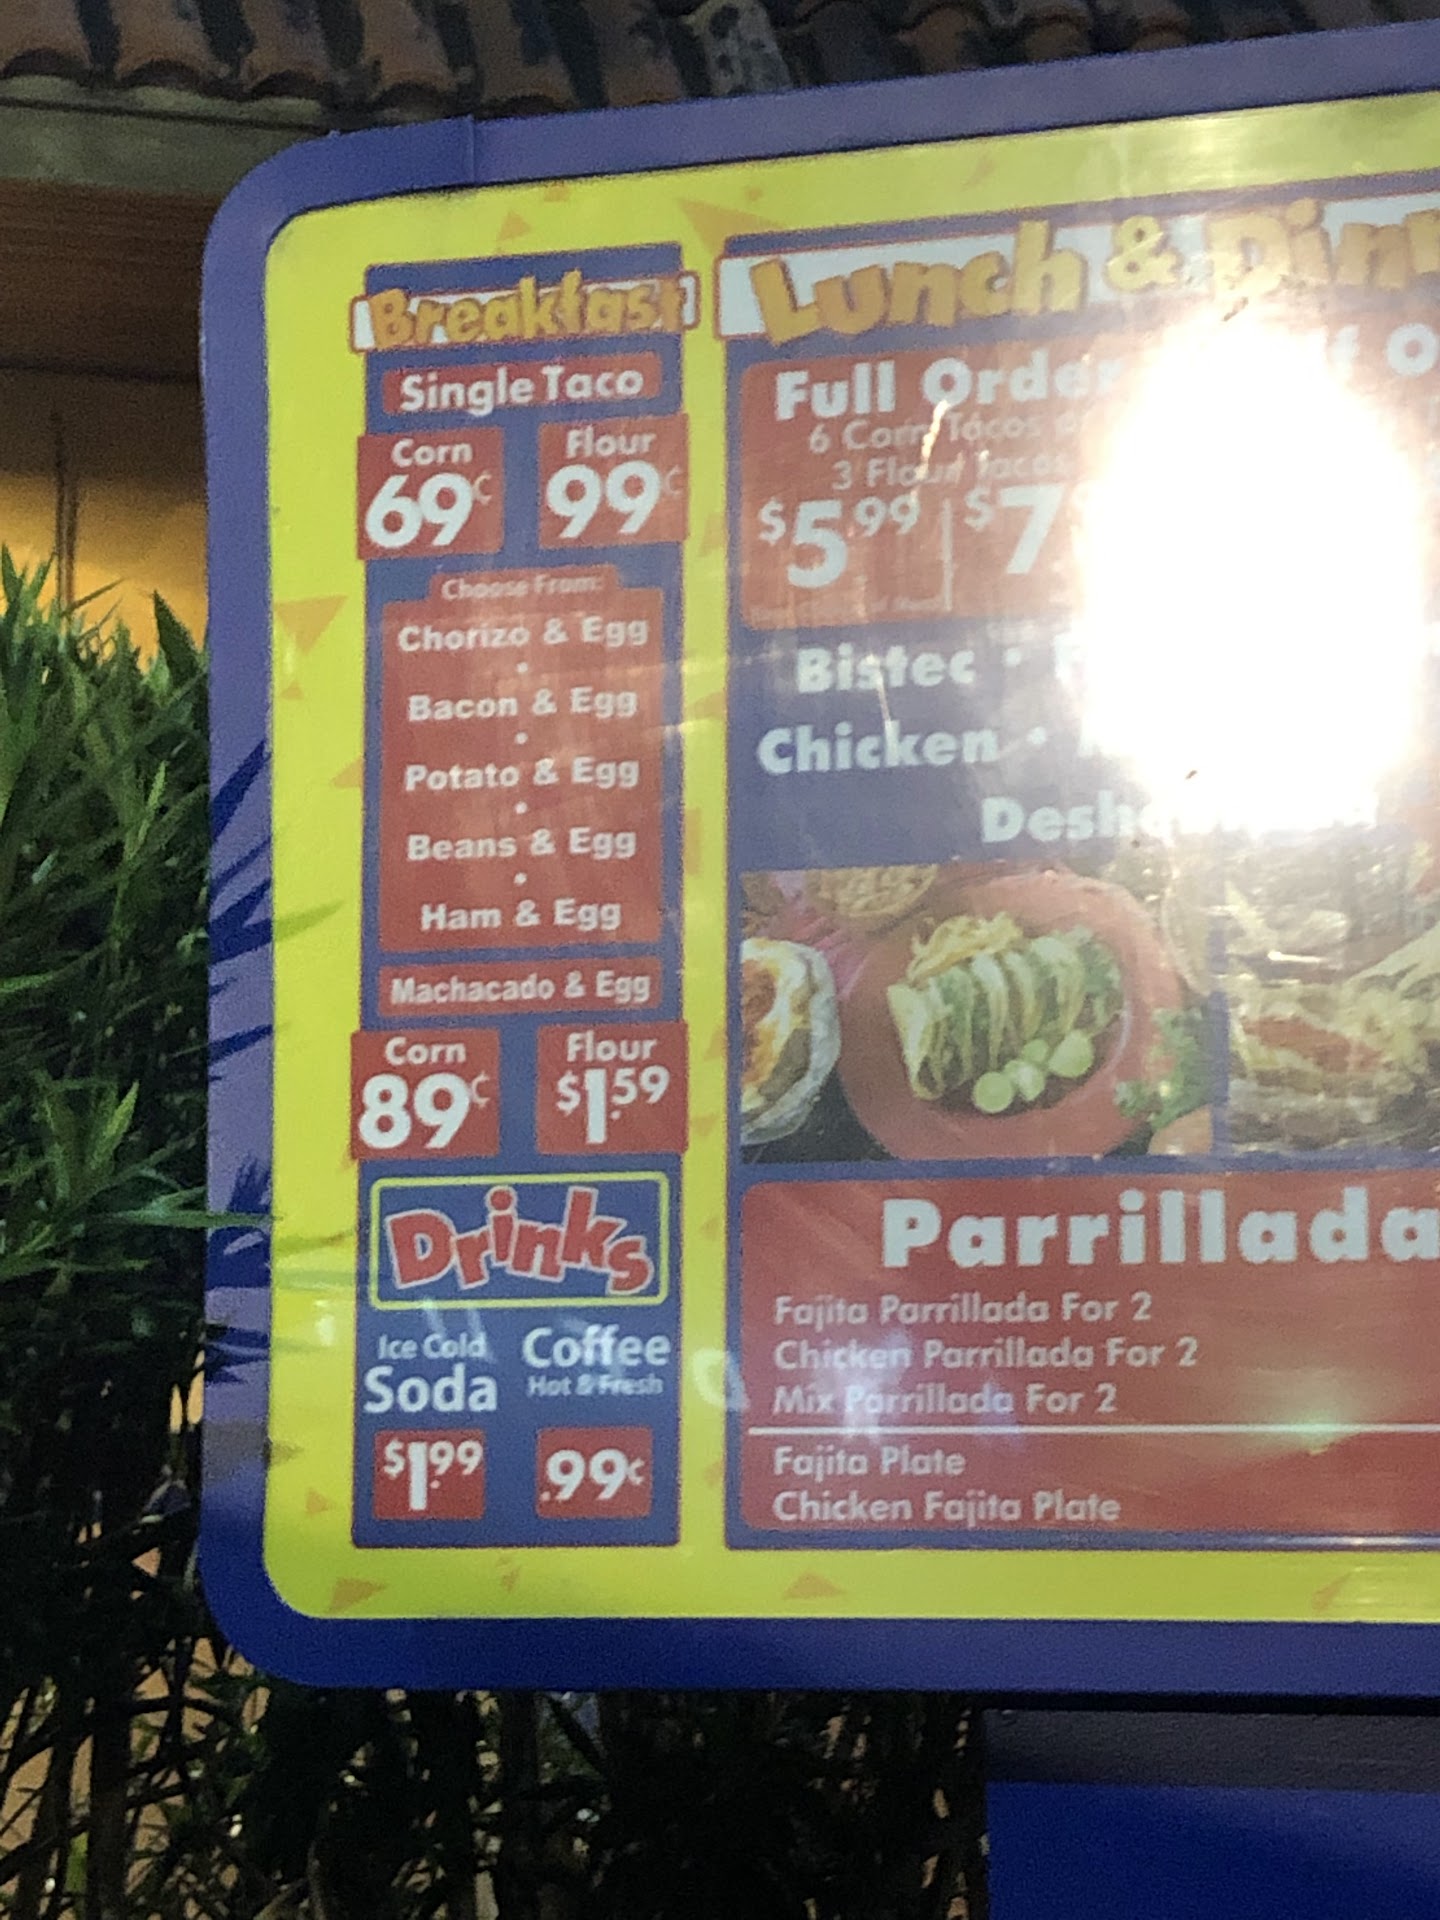 Breakfast
Single Taco
Corn Flour
69¢ 99¢
Choose From:
Chorizo & Egg
•
Bacon & Egg
•
Potato & Egg
•
Beans & Egg
•
Ham & Egg
Machacado & Egg
Corn Flour
89¢ $1.59
Drinks
Ice Cold
Soda
Coffee
Hot & Fresh
$1.99 .99¢
Lunch & Din
Full Order
6 Corn Tacos
3 Flour Tacos
$5.99 $7
Bistec •
Chicken •
Parrillada
Fajita Parrillada For 2
Chicken Parrillada For 2
Mix Parrillada For 2
Fajita Plate
Chicken Fajita Plate